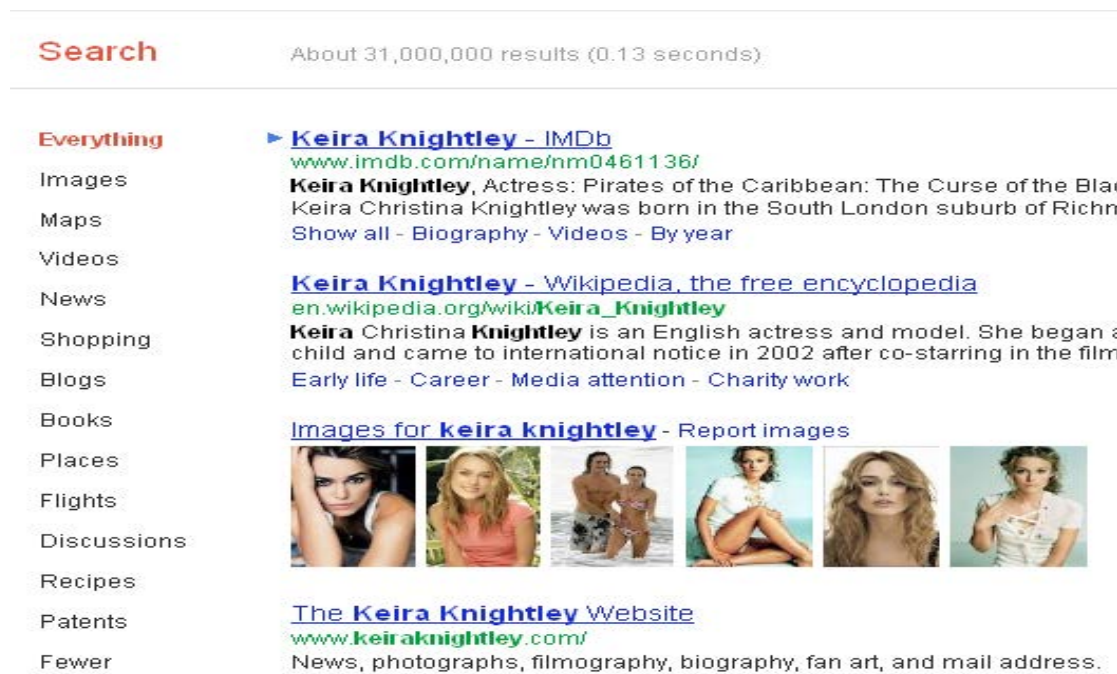 Search
About 31,000,000 results (0.13 seconds)
Everything
Images
Maps
Videos
News
Shopping
Blogs
Books
Places
Flights
Discussions
Recipes
Patents
Fewer
Keira Knightley - IMDb
www.imdb.com/name/nm0461136/
Keira Knightley, Actress: Pirates of the Caribbean: The Curse of the
Keira Christina Knightley was born in the South London suburb of
Show all - Biography - Videos - By year
Keira Knightley - Wikipedia, the free encyclopedia
en.wikipedia.org/wiki/Keira_Knightley
Keira Christina Knightley is an English actress and model. She began
child and came to international notice in 2002 after co-starring in the film
Early life - Career - Media attention - Charity work
Images for keira knightley - Report images
The Keira Knightley Website
www.keiraknightley.com/
News, photographs, filmography, biography, fan art, and mail address.